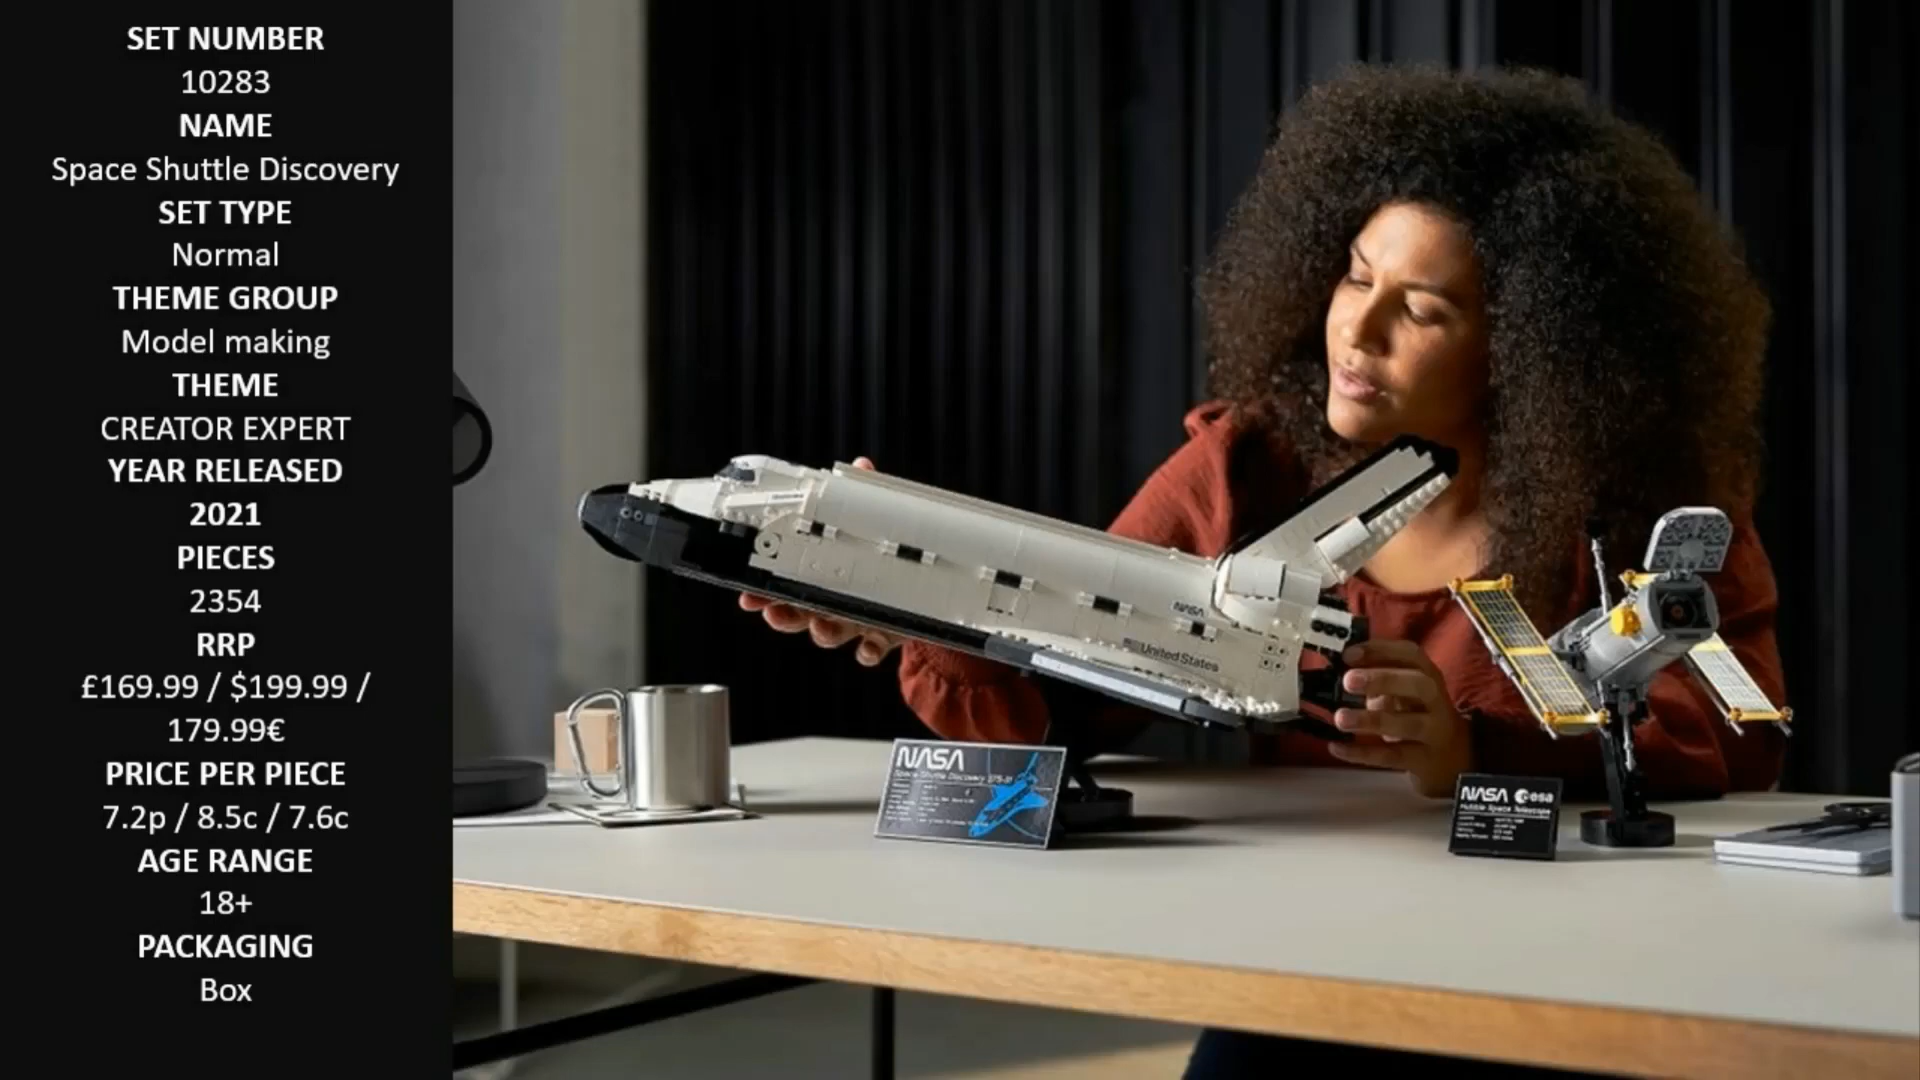 SET NUMBER
10283
NAME
Space Shuttle Discovery
SET TYPE
Normal
THEME GROUP
Model making
THEME
CREATOR EXPERT
YEAR RELEASED
2021
PIECES
2354
RRP
£169.99 / $199.99 /
179.99€
PRICE PER PIECE
7.2p / 8.5c / 7.6c
AGE RANGE
18+
PACKAGING
Box
NASA
United States
NASA
Space Shuttle Discovery STS-31
NASA esa
Hubble Space Telescope